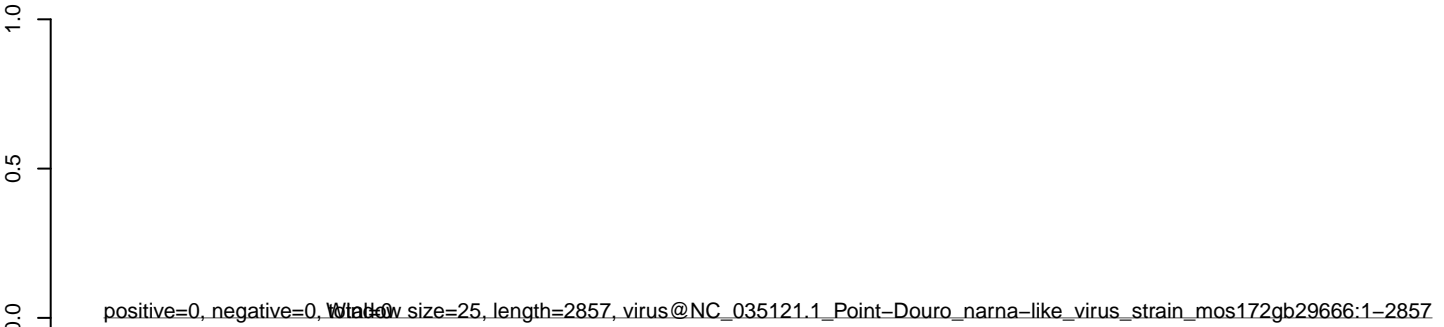 1.0
0.5
0.0
positive=0, negative=0, total=0
Window size=25, length=2857, virus@NC_035121.1_Point−Douro_narna−like_virus_strain_mos172gb29666:1−2857